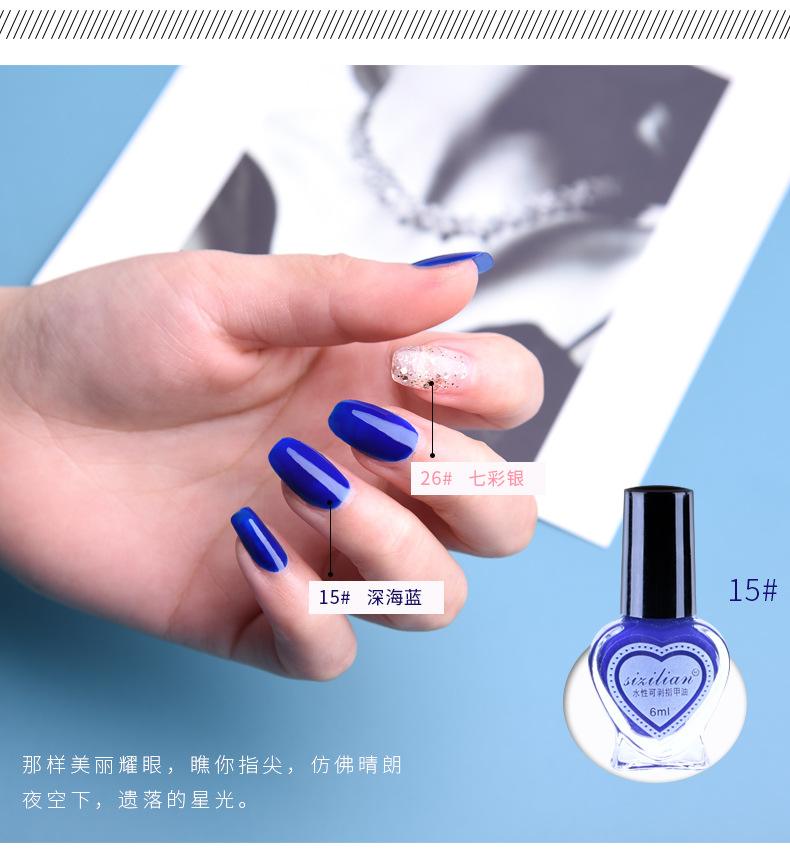 26# 七彩银
15# 深海蓝
15#
sizilian
水性可剥指甲油
6ml
那样美丽耀眼，瞧你指尖，仿佛晴朗
夜空下，遗落的星光。